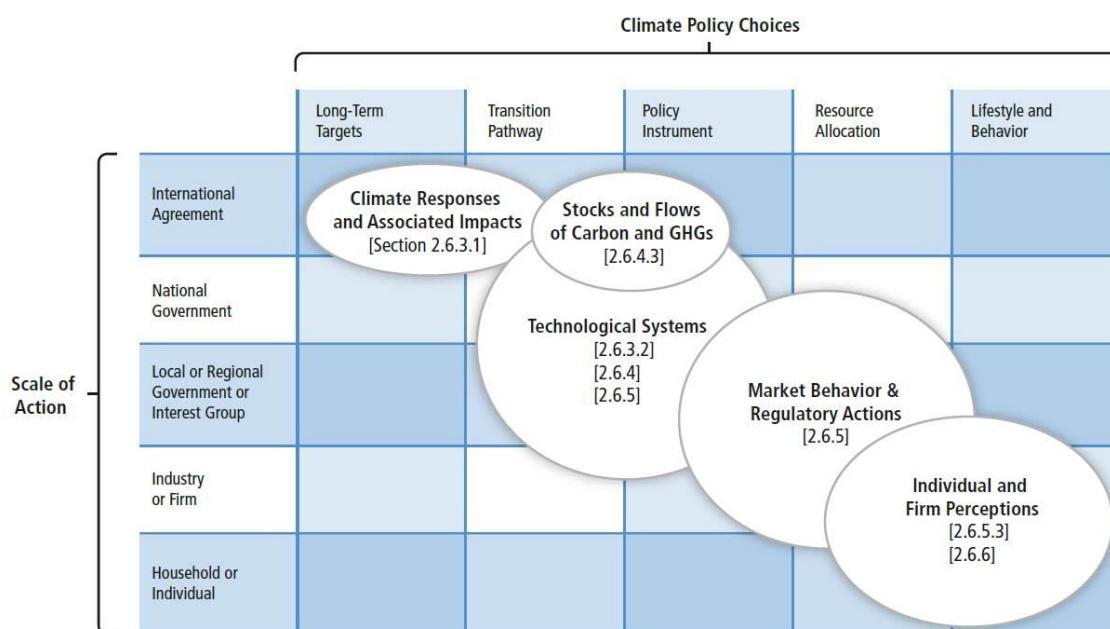 Climate Policy Choices
Long-Term
Targets
Transition
Pathway
Policy
Instrument
Resource
Allocation
Lifestyle and
Behavior
Scale of
Action
International
Agreement
Climate Responses
and Associated Impacts
[Section 2.6.3.1]
Stocks and Flows
of Carbon and GHGs
[2.6.4.3]
National
Government
Technological Systems
[2.6.3.2]
[2.6.4]
[2.6.5]
Local or Regional
Government or
Interest Group
Market Behavior &
Regulatory Actions
[2.6.5]
Industry
or Firm
Individual and
Firm Perceptions
[2.6.5.3]
[2.6.6]
Household or
Individual